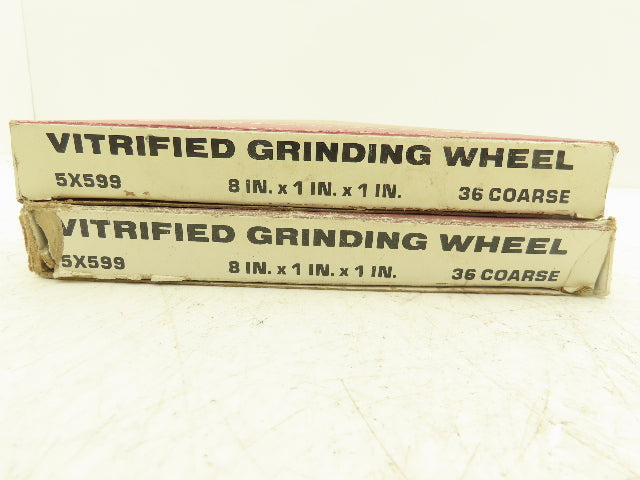 VITRIFIED GRINDING WHEEL
5X599 8 IN. x 1 IN. x 1 IN. 36 COARSE
VITRIFIED GRINDING WHEEL
5X599 8 IN. x 1 IN. x 1 IN. 36 COARSE